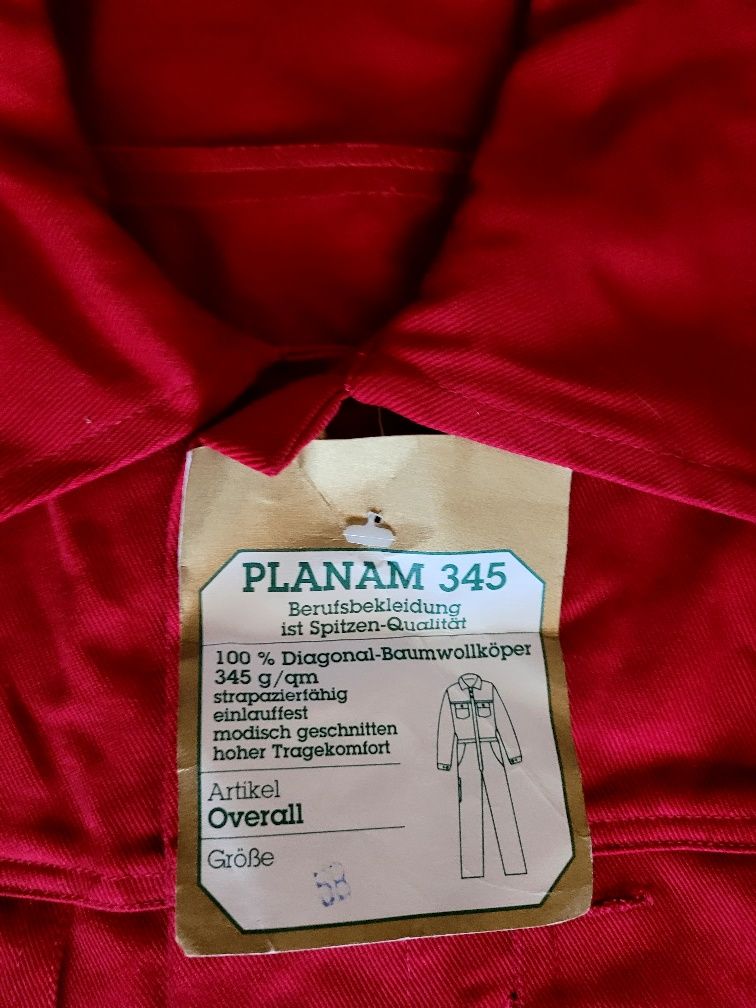 PLANAM 345
Berufsbekleidung
ist Spitzen-Qualität
100 % Diagonal-Baumwollköper
345 g/qm
strapazierfähig
einlauffest
modisch geschnitten
hoher Tragekomfort
Artikel
Overall
Größe
58